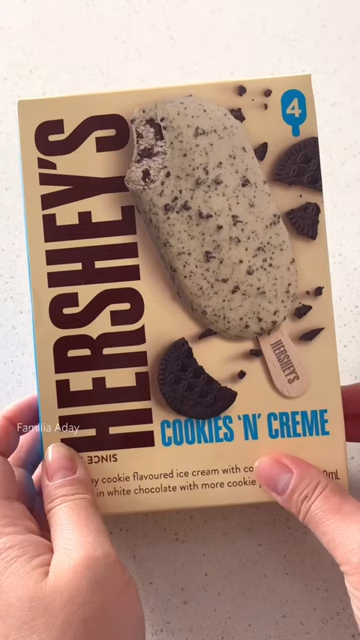 4
HERSHEY'S
HERSHEY'S
COOKIES 'N' CREME
Familia Aday
SINCE
cookie flavoured ice cream with
in white chocolate with more cookie
mL